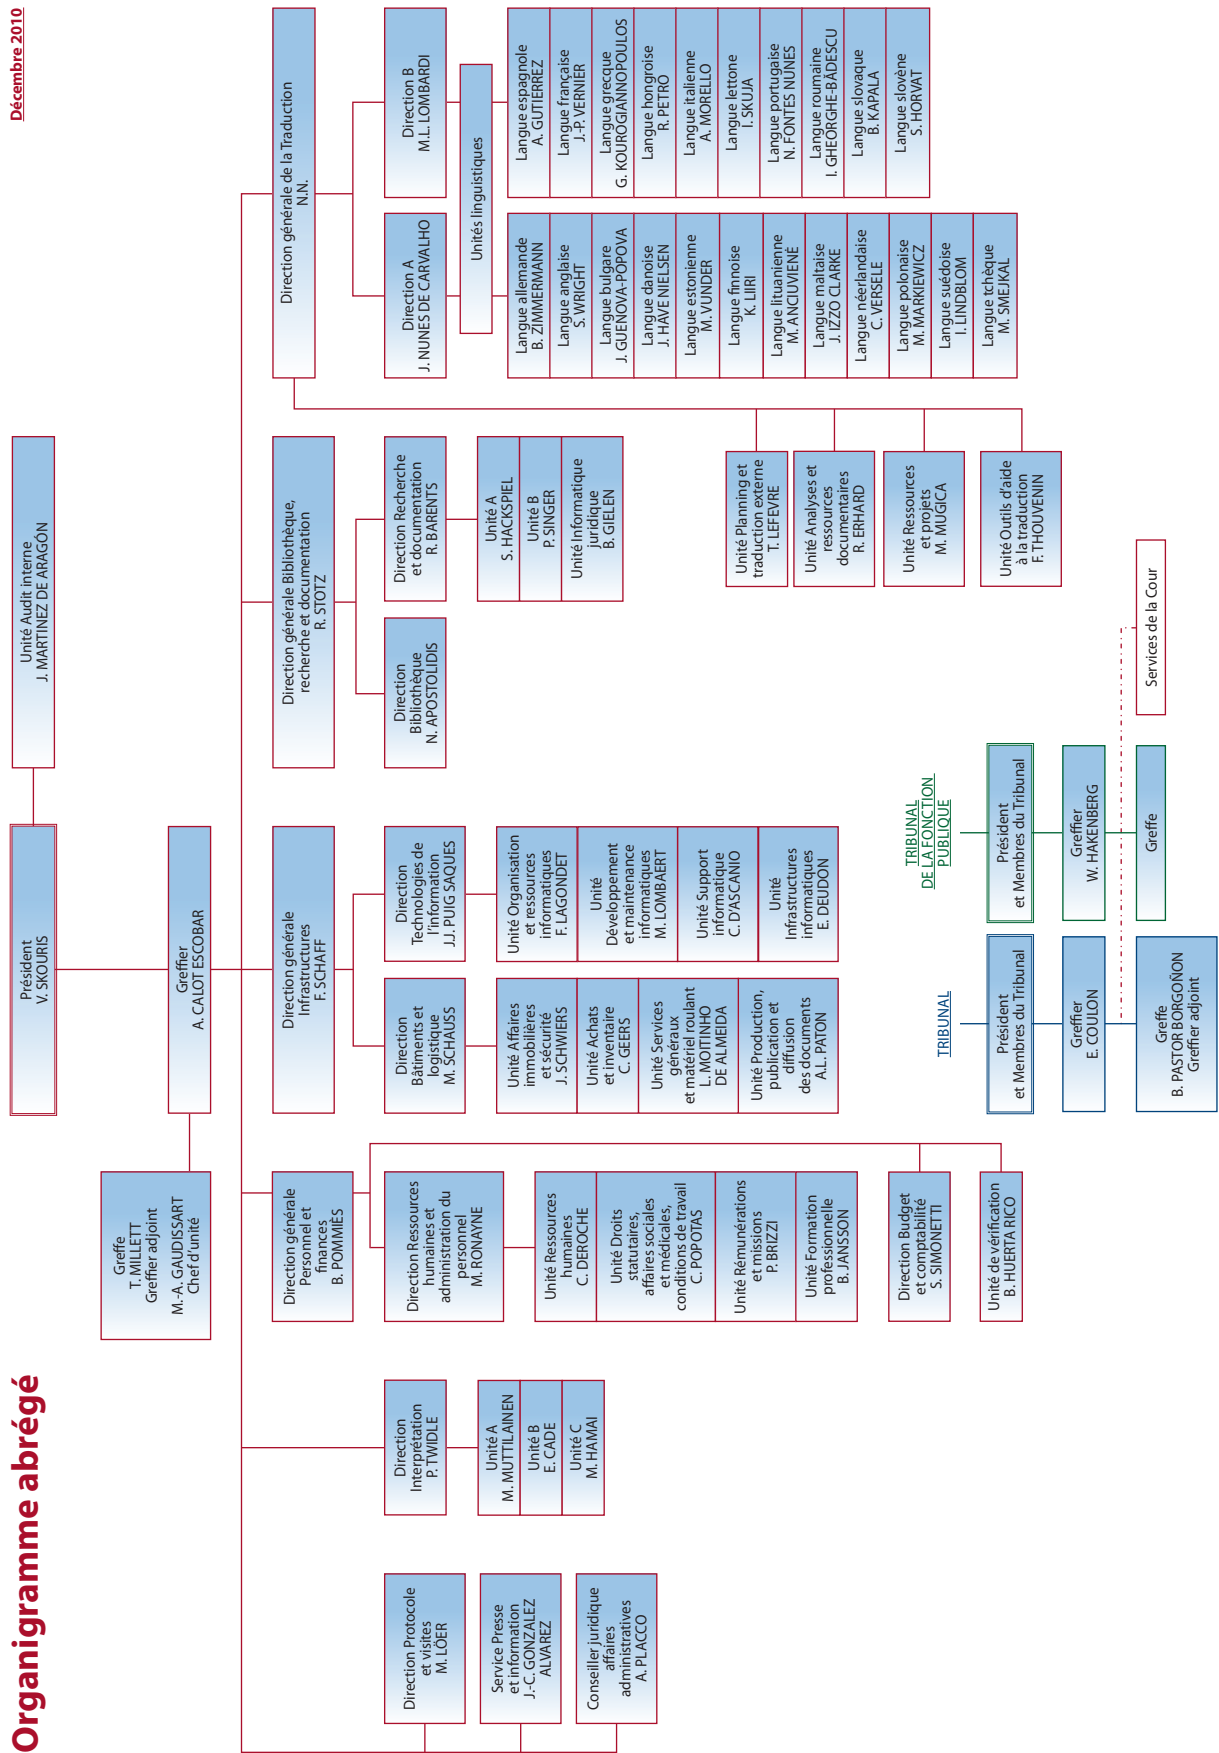 Organigramme abrégé
Décembre 2010
Président
V. SKOURIS
Unité Audit interne
J. MARTINEZ DE ARAGÓN
Greffe
T. MILLETT
Greffier adjoint
M.-A. GAUDISSART
Chef d'unité
Greffier
A. CALOT ESCOBAR
Direction Protocole
et visites
M. LÖER
Service Presse
et information
J.-C. GONZALEZ
ALVAREZ
Conseiller juridique
affaires
administratives
A. PLACCO
Direction
Interprétation
P. TWIDLE
Unité A
M. MUTTILAINEN
Unité B
E. CADE
Unité C
M. HAMAI
Direction générale
Personnel et
finances
B. POMMIÈS
Direction Ressources
humaines et
administration du
personnel
M. RONAYNE
Unité Ressources
humaines
C. DEROCHE
Unité Droits
statutaires,
affaires sociales
et médicales,
conditions de travail
C. POPOTAS
Unité Rémunérations
et missions
P. BRIZZI
Unité Formation
professionnelle
B. JANSSON
Direction Budget
et comptabilité
S. SIMONETTI
Unité de vérification
B. HUERTA RICO
Direction générale
Infrastructures
F. SCHAFF
Direction
Bâtiments et
logistique
M. SCHAUSS
Unité Affaires
immobilières
et sécurité
J. SCHWIERS
Unité Achats
et inventaire
C. GEERS
Unité Services
généraux
et matériel roulant
L. MOITINHO
DE ALMEIDA
Unité Production,
publication et
diffusion
des documents
A.L. PATON
Direction
Technologies de
l'information
J.J. PUIG SAQUES
Unité Organisation
et ressources
informatiques
F. LAGONDET
Unité
Développement
et maintenance
informatiques
M. LOMBAERT
Unité Support
informatique
C. D'ASCANIO
Unité
Infrastructures
informatiques
E. DEUDON
Direction générale Bibliothèque,
recherche et documentation
R. STOTZ
Direction
Bibliothèque
N. APOSTOLIDIS
Direction Recherche
et documentation
R. BARENTS
Unité A
S. HACKSPIEL
Unité B
P. SINGER
Unité Informatique
juridique
B. GIELEN
Direction générale de la Traduction
N.N.
Direction A
J. NUNES DE CARVALHO
Direction B
M.L. LOMBARDI
Unités linguistiques
Langue allemande
B. ZIMMERMANN
Langue anglaise
S. WRIGHT
Langue bulgare
J. GUENOVA-POPOVA
Langue danoise
J. HAVE NIELSEN
Langue estonienne
M. VUNDER
Langue finnoise
K. LIIRI
Langue lituanienne
M. ANCIUVIENÉ
Langue maltaise
J. IZZO CLARKE
Langue néerlandaise
C. VERSELE
Langue polonaise
M. MARKIEWICZ
Langue suédoise
I. LINDBLOM
Langue tchèque
M. SMEJKAL
Langue espagnole
A. GUTIERREZ
Langue française
J.-P. VERNIER
Langue grecque
G. KOUROGIANNOPOULOS
Langue hongroise
R. PETRÖ
Langue italienne
A. MORELLO
Langue lettone
I. SKUJA
Langue portugaise
N. FONTES NUNES
Langue roumaine
I. GHEORGHE-BĂDESCU
Langue slovaque
B. KAPALA
Langue slovène
S. HORVAT
Unité Planning et
traduction externe
T. LEFEVRE
Unité Analyses et
ressources
documentaires
R. ERHARD
Unité Ressources
et projets
M. MUGICA
Unité Outils d'aide
à la traduction
F. THOUVENIN
TRIBUNAL
Président
et Membres du Tribunal
Greffier
E. COULON
Greffe
B. PASTOR BORGOÑON
Greffier adjoint
TRIBUNAL
DE LA FONCTION
PUBLIQUE
Président
et Membres du Tribunal
Greffier
W. HAKENBERG
Greffe
Services de la Cour